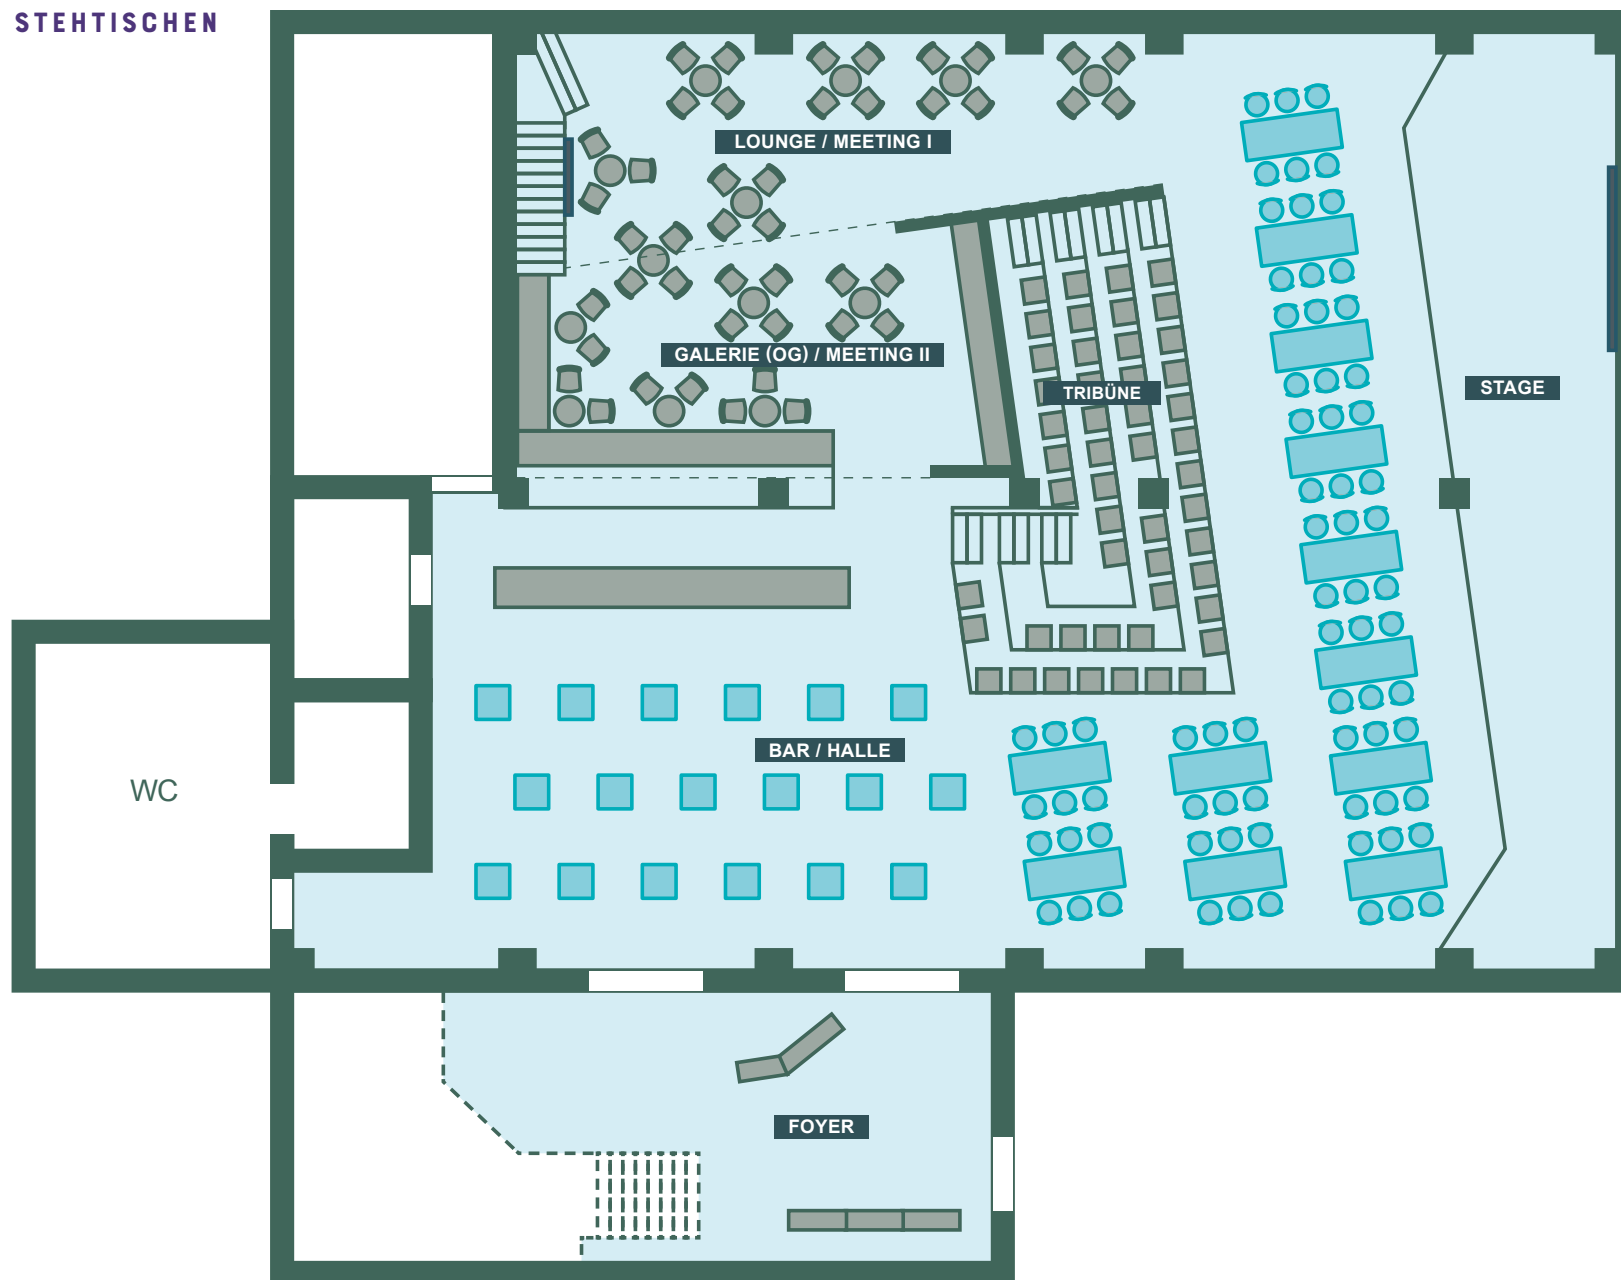 STEHTISCHEN
LOUNGE / MEETING I
GALERIE (OG) / MEETING II
TRIBÜNE
STAGE
BAR / HALLE
WC
FOYER